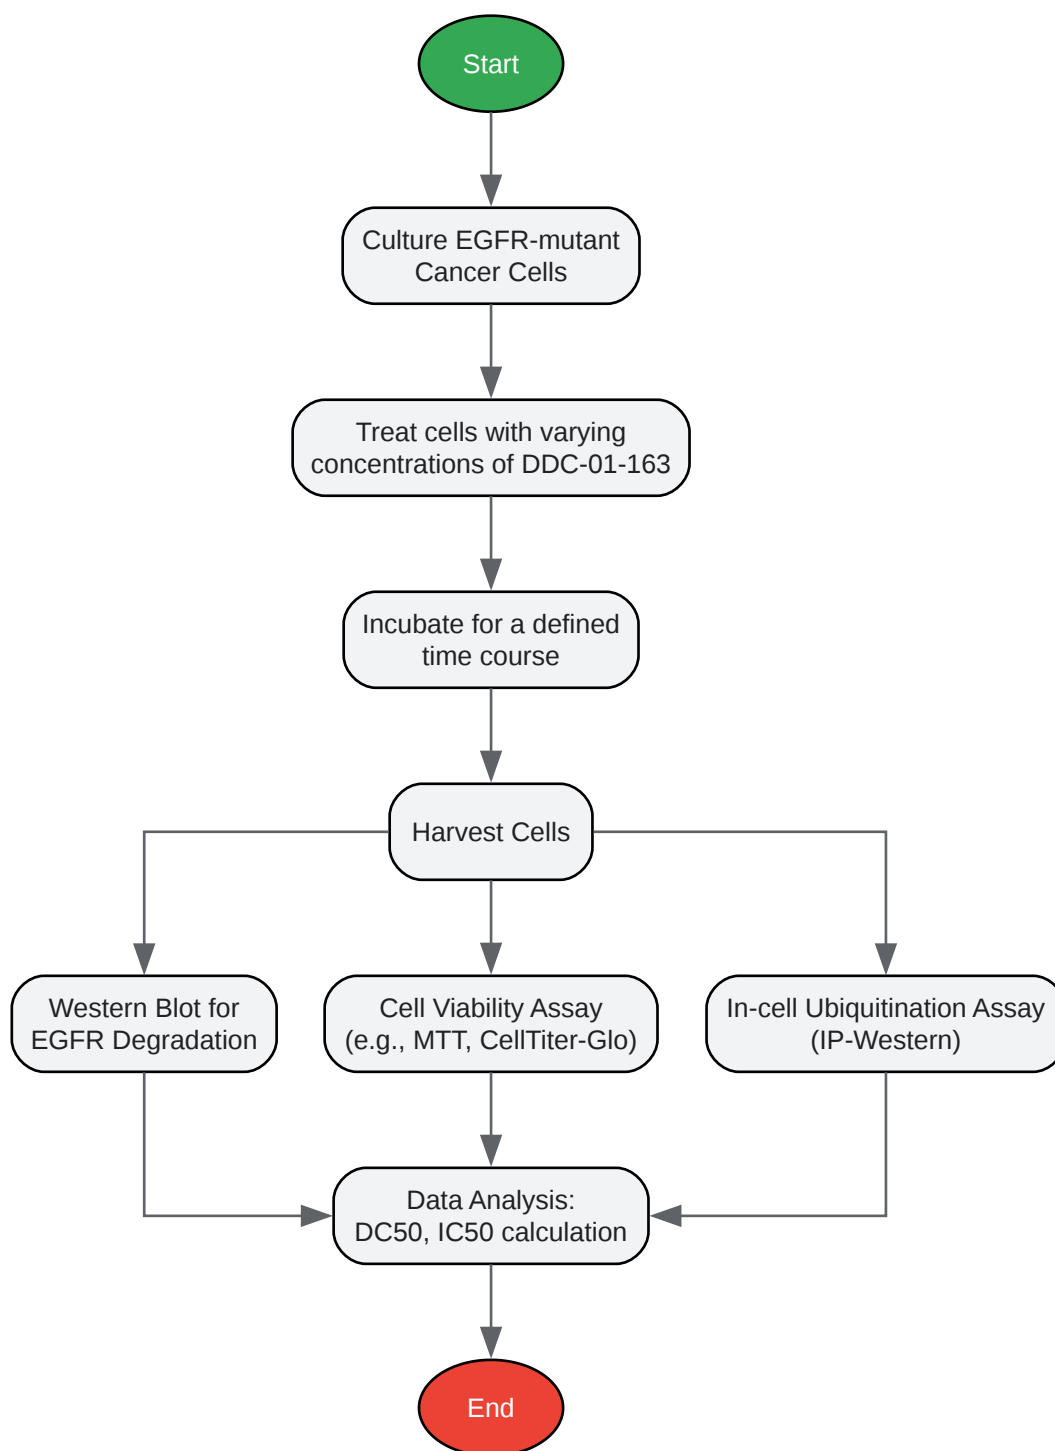 Start
Culture EGFR-mutant
Cancer Cells
Treat cells with varying
concentrations of DDC-01-163
Incubate for a defined
time course
Harvest Cells
Western Blot for
EGFR Degradation
Cell Viability Assay
(e.g., MTT, CellTiter-Glo)
In-cell Ubiquitination Assay
(IP-Western)
Data Analysis:
DC50, IC50 calculation
End